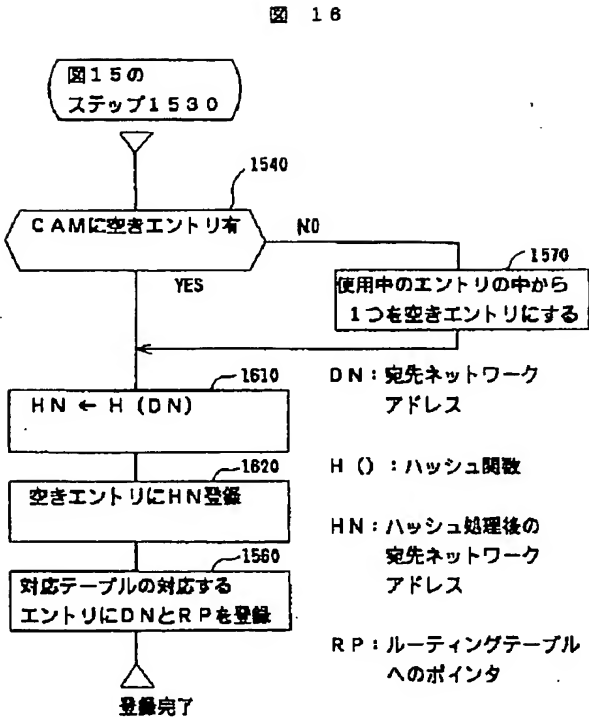 図 16
図15の
ステップ1530
1540
CAMに空きエントリ有
NO
YES
1570
使用中のエントリの中から
1つを空きエントリにする
1610
HN ← H (DN)
1620
空きエントリにHN登録
1560
対応テーブルの対応する
エントリにDNとRPを登録
登録完了
DN:宛先ネットワーク
アドレス
H ():ハッシュ関数
HN:ハッシュ処理後の
宛先ネットワーク
アドレス
RP:ルーティングテーブル
へのポインタ